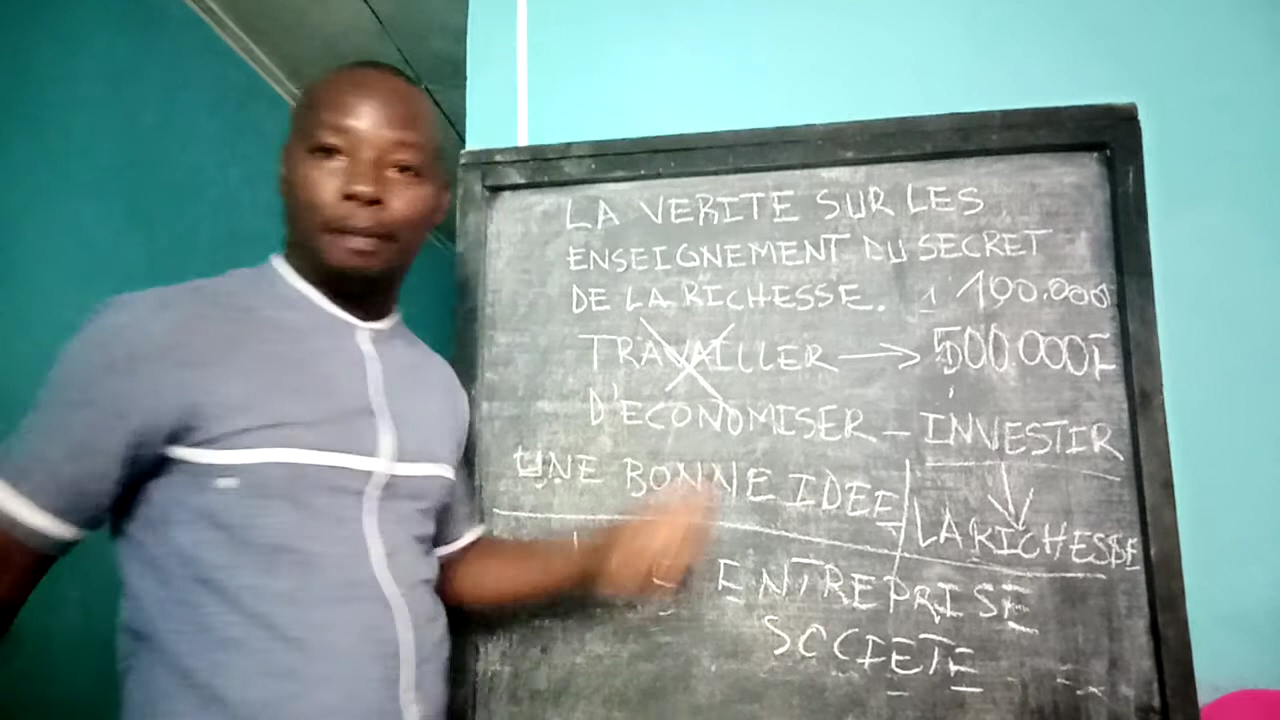 LA VERITE SUR LES
ENSEIGNEMENT DU SECRET
DE LA RICHESSE. 1 190.000
TRAVAILLER → 500.000F
D'ECONOMISER - INVESTIR
UNE BONNE IDEE LA RICHESSE
ENTREPRISE
SOCIETE